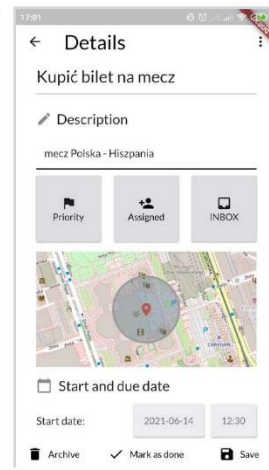 17:01
Details
Kupić bilet na mecz
Description
mecz Polska - Hiszpania
Priority
Assigned
INBOX
Centrum
Start and due date
Start date:
2021-06-14
12:30
Archive
Mark as done
Save